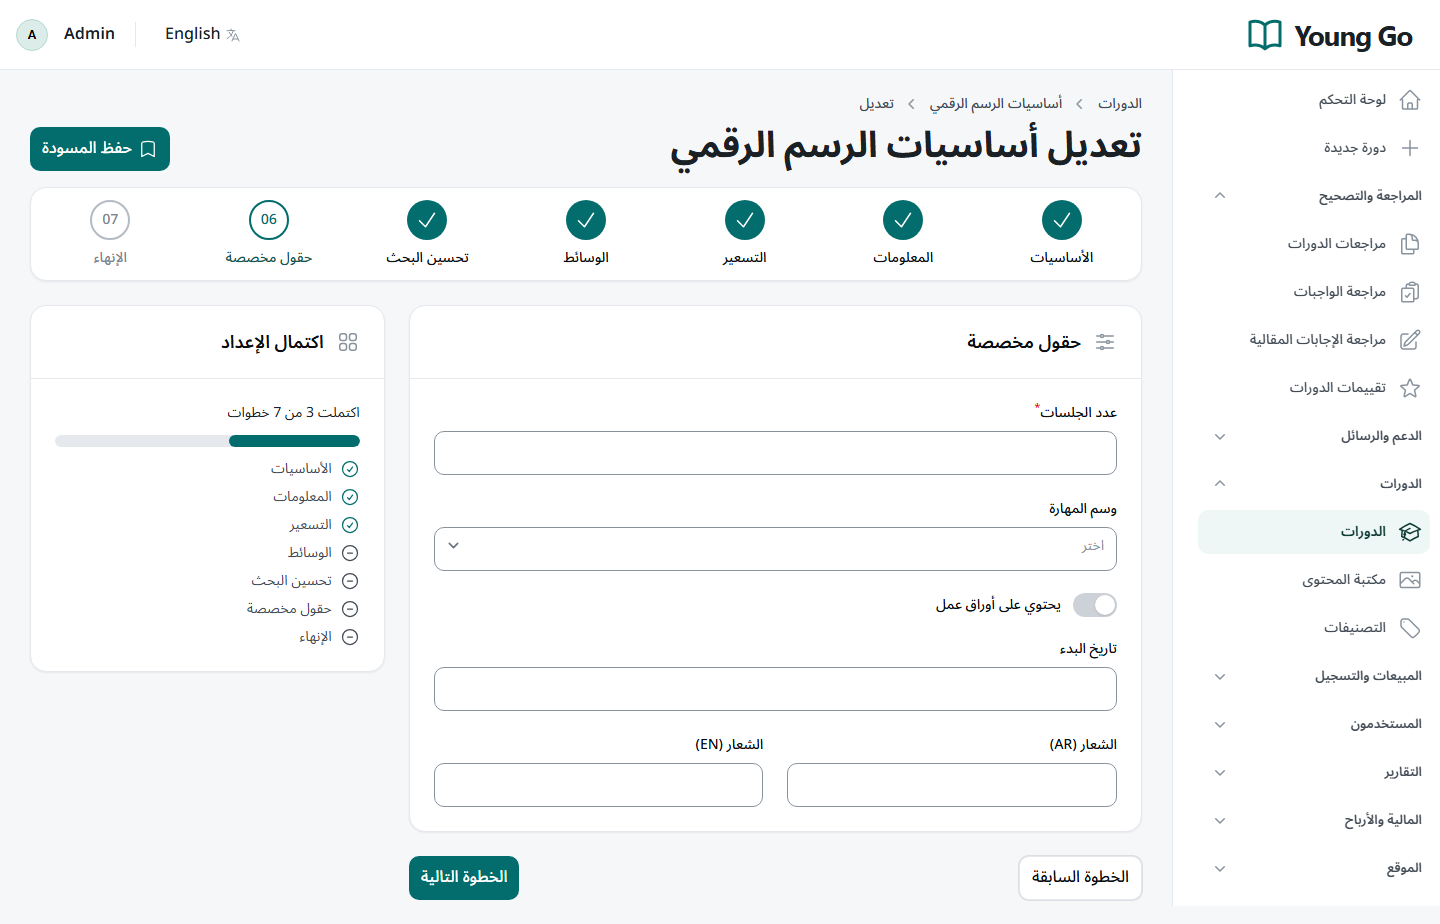 Young Go
English
Admin
A
لوحة التحكم
دورة جديدة
المراجعة والتصحيح
مراجعات الدورات
مراجعة الواجبات
مراجعة الإجابات المقالية
تقييمات الدورات
الدعم والرسائل
الدورات
الدورات
مكتبة المحتوى
التصنيفات
المبيعات والتسجيل
المستخدمون
التقارير
المالية والأرباح
الموقع
الدورات
أساسيات الرسم الرقمي
تعديل
تعديل أساسيات الرسم الرقمي
حفظ المسودة
الأساسيات
المعلومات
التسعير
الوسائط
تحسين البحث
06
حقول مخصصة
07
الإنهاء
حقول مخصصة
عدد الجلسات*
وسم المهارة
اختر
يحتوي على أوراق عمل
تاريخ البدء
الشعار (AR)
الشعار (EN)
الخطوة السابقة
الخطوة التالية
اكتمال الإعداد
اكتملت 3 من 7 خطوات
الأساسيات
المعلومات
التسعير
الوسائط
تحسين البحث
حقول مخصصة
الإنهاء